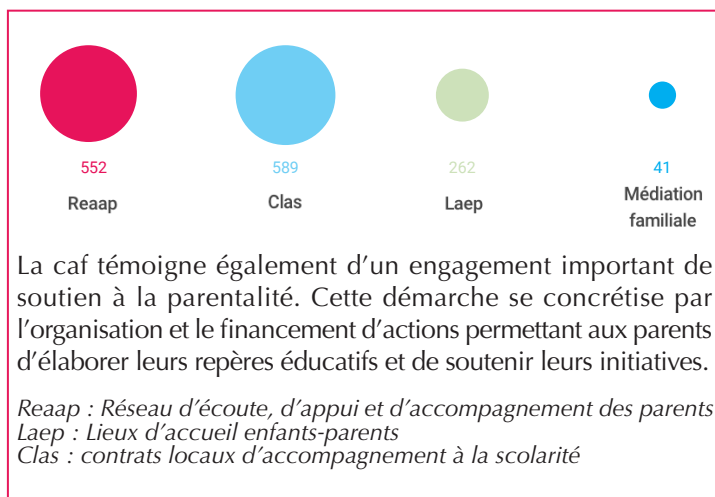 552 589 262 41
Reaap Clas Laep Médiation familiale
La caf témoigne également d'un engagement important de
soutien à la parentalité. Cette démarche se concrétise par
l'organisation et le financement d'actions permettant aux parents
d'élaborer leurs repères éducatifs et de soutenir leurs initiatives.
Reaap : Réseau d'écoute, d'appui et d'accompagnement des parents
Laep : Lieux d'accueil enfants-parents
Clas : contrats locaux d'accompagnement à la scolarité